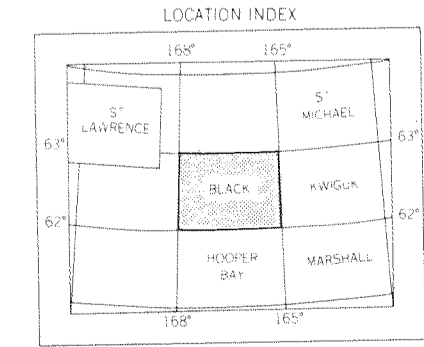 LOCATION INDEX
168° 165°
ST
MICHAEL
ST
LAWRENCE
63° 63°
BLACK KWIGUK
62° 62°
HOOPER
BAY
MARSHALL
168° 165°